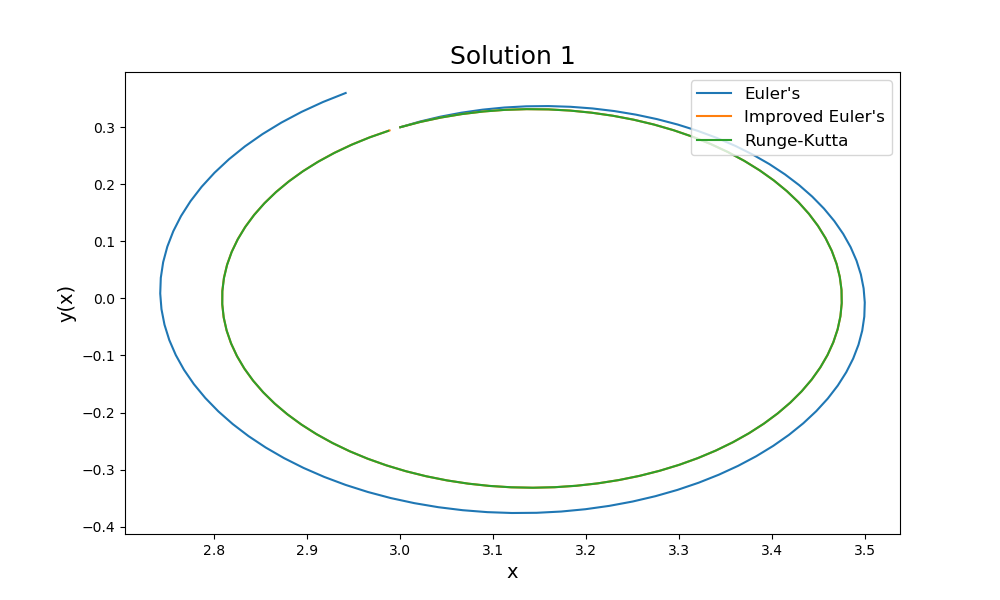 Solution 1
Euler's
Improved Euler's
Runge-Kutta
y(x)
0.3
0.2
0.1
0.0
−0.1
−0.2
−0.3
−0.4
2.8 2.9 3.0 3.1 3.2 3.3 3.4 3.5
x